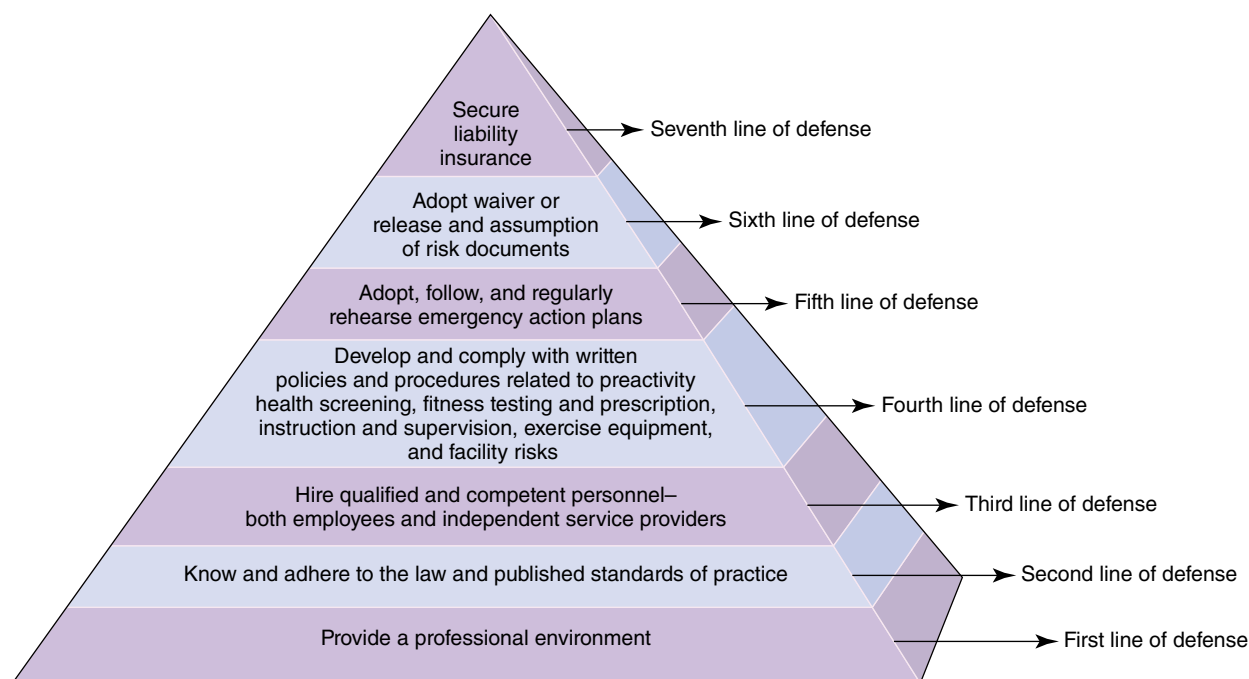 Secure
liability
insurance
Seventh line of defense
Adopt waiver or
release and assumption
of risk documents
Sixth line of defense
Adopt, follow, and regularly
rehearse emergency action plans
Fifth line of defense
Develop and comply with written
policies and procedures related to preactivity
health screening, fitness testing and prescription,
instruction and supervision, exercise equipment,
and facility risks
Fourth line of defense
Hire qualified and competent personnel–
both employees and independent service providers
Third line of defense
Know and adhere to the law and published standards of practice
Second line of defense
Provide a professional environment
First line of defense